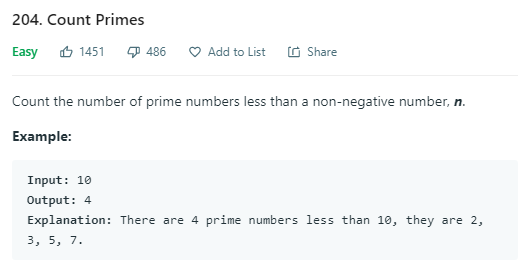 204. Count Primes
Easy 1451 486 Add to List Share
Count the number of prime numbers less than a non-negative number, n.
Example:
Input: 10
Output: 4
Explanation: There are 4 prime numbers less than 10, they are 2,
3, 5, 7.